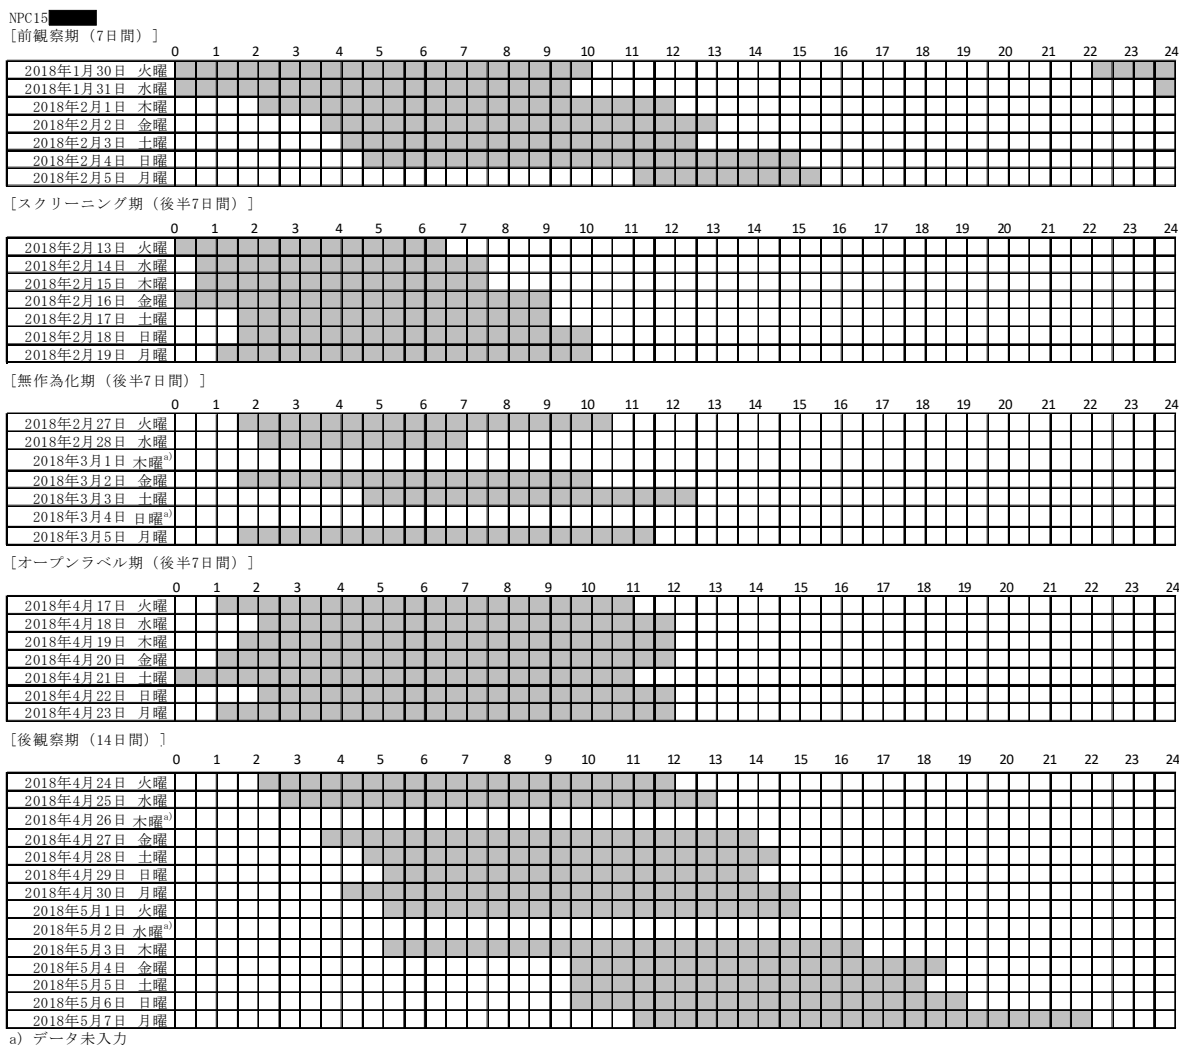 NPC15
[前観察期（7日間）]
0 1 2 3 4 5 6 7 8 9 10 11 12 13 14 15 16 17 18 19 20 21 22 23 24
2018年1月30日 火曜
2018年1月31日 水曜
2018年2月1日 木曜
2018年2月2日 金曜
2018年2月3日 土曜
2018年2月4日 日曜
2018年2月5日 月曜
[スクリーニング期（後半7日間）]
0 1 2 3 4 5 6 7 8 9 10 11 12 13 14 15 16 17 18 19 20 21 22 23 24
2018年2月13日 火曜
2018年2月14日 水曜
2018年2月15日 木曜
2018年2月16日 金曜
2018年2月17日 土曜
2018年2月18日 日曜
2018年2月19日 月曜
[無作為化期（後半7日間）]
0 1 2 3 4 5 6 7 8 9 10 11 12 13 14 15 16 17 18 19 20 21 22 23 24
2018年2月27日 火曜
2018年2月28日 水曜
2018年3月1日 木曜a)
2018年3月2日 金曜
2018年3月3日 土曜
2018年3月4日 日曜a)
2018年3月5日 月曜
[オープンラベル期（後半7日間）]
0 1 2 3 4 5 6 7 8 9 10 11 12 13 14 15 16 17 18 19 20 21 22 23 24
2018年4月17日 火曜
2018年4月18日 水曜
2018年4月19日 木曜
2018年4月20日 金曜
2018年4月21日 土曜
2018年4月22日 日曜
2018年4月23日 月曜
[後観察期（14日間）]
0 1 2 3 4 5 6 7 8 9 10 11 12 13 14 15 16 17 18 19 20 21 22 23 24
2018年4月24日 火曜
2018年4月25日 水曜
2018年4月26日 木曜a)
2018年4月27日 金曜
2018年4月28日 土曜
2018年4月29日 日曜
2018年4月30日 月曜
2018年5月1日 火曜
2018年5月2日 水曜a)
2018年5月3日 木曜
2018年5月4日 金曜
2018年5月5日 土曜
2018年5月6日 日曜
2018年5月7日 月曜
a) データ未入力